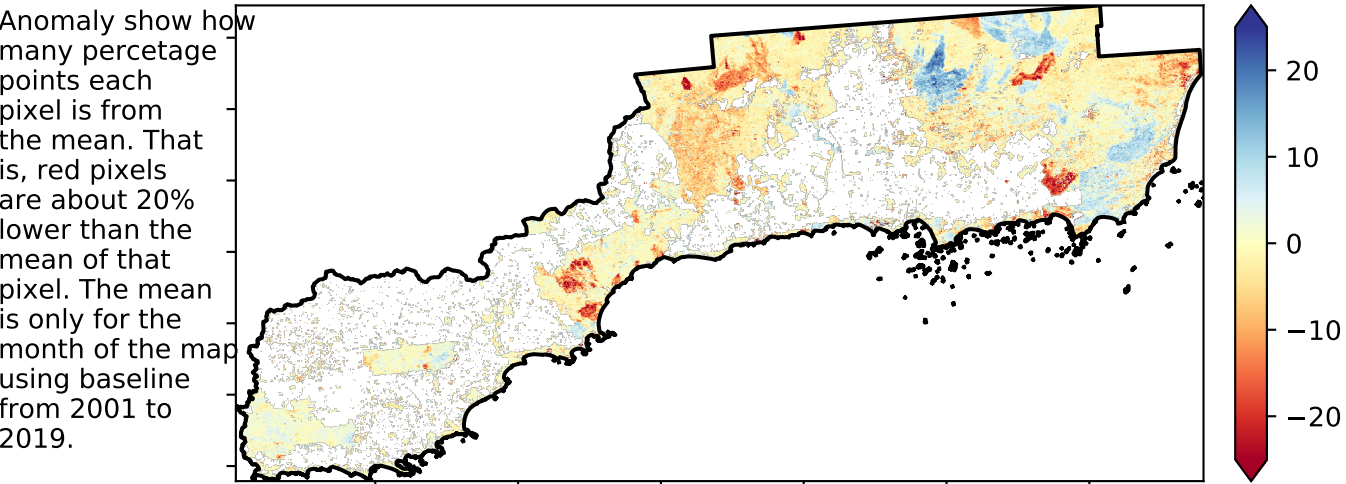 Anomaly show how
many percetage
points each
pixel is from
the mean. That
is, red pixels
are about 20%
lower than the
mean of that
pixel. The mean
is only for the
month of the map
using baseline
from 2001 to
2019.
20
10
0
−10
−20